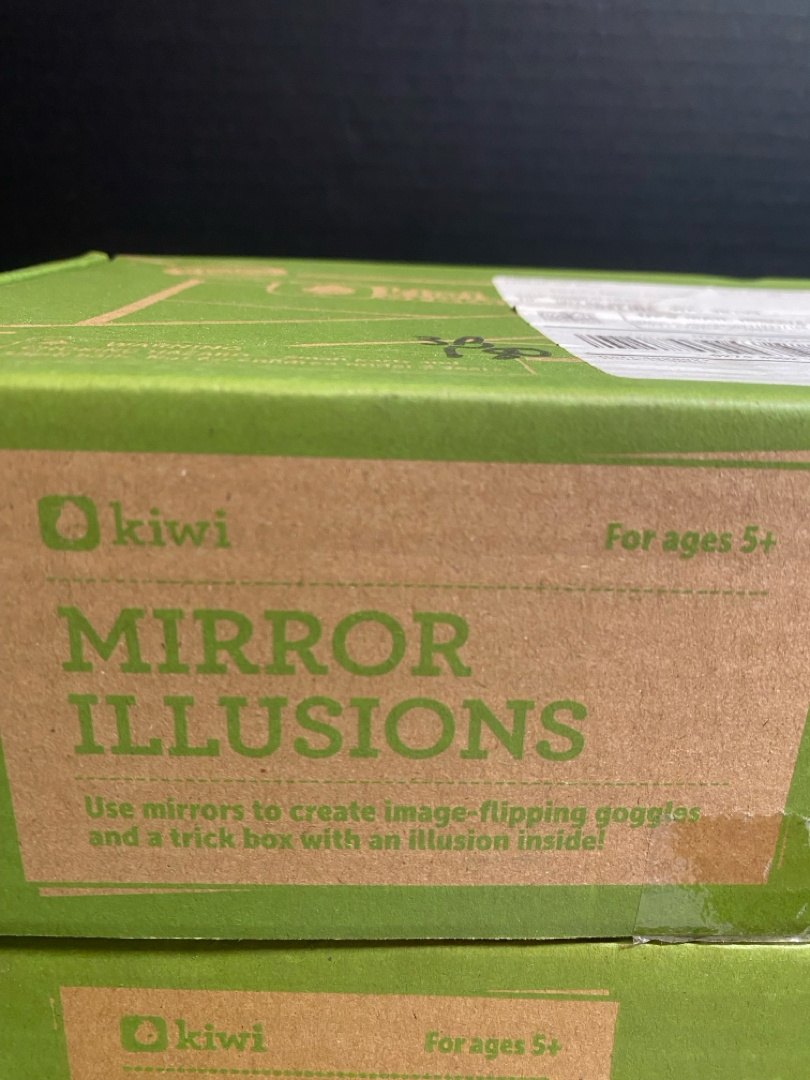 kiwi
For ages 5+
MIRROR
ILLUSIONS
Use mirrors to create image-flipping goggles
and a trick box with an illusion inside!
kiwi
For ages 5+